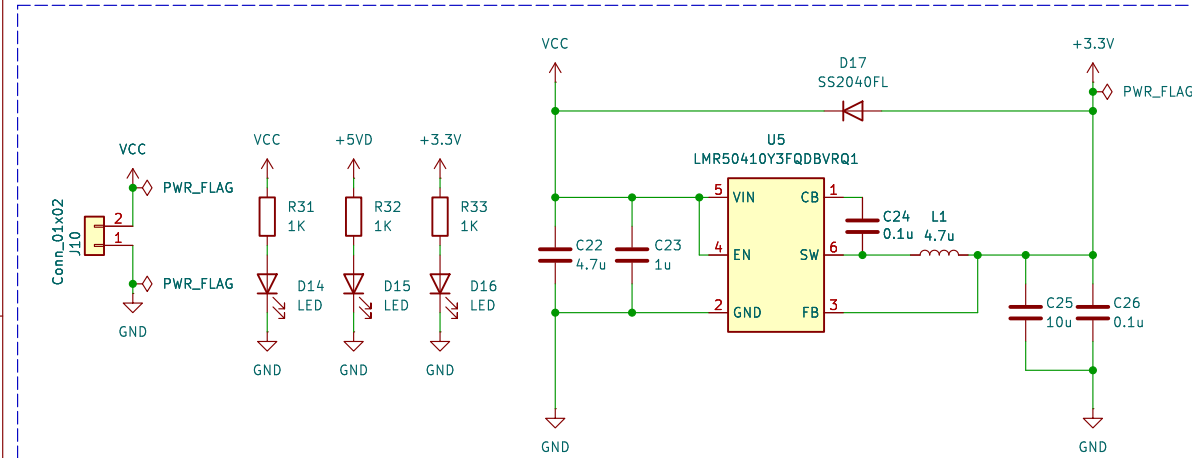 VCC
PWR_FLAG
Conn_01x02
J10
2
1
PWR_FLAG
GND
VCC
R31
1K
D14
LED
GND
+5VD
R32
1K
D15
LED
GND
+3.3V
R33
1K
D16
LED
GND
VCC
D17
SS2040FL
+3.3V
PWR_FLAG
U5
LMR50410Y3FQDBVRQ1
5 VIN
4 EN
2 GND
CB 1
SW 6
FB 3
C22
4.7u
C23
1u
C24
0.1u
L1
4.7u
C25
10u
C26
0.1u
GND
GND